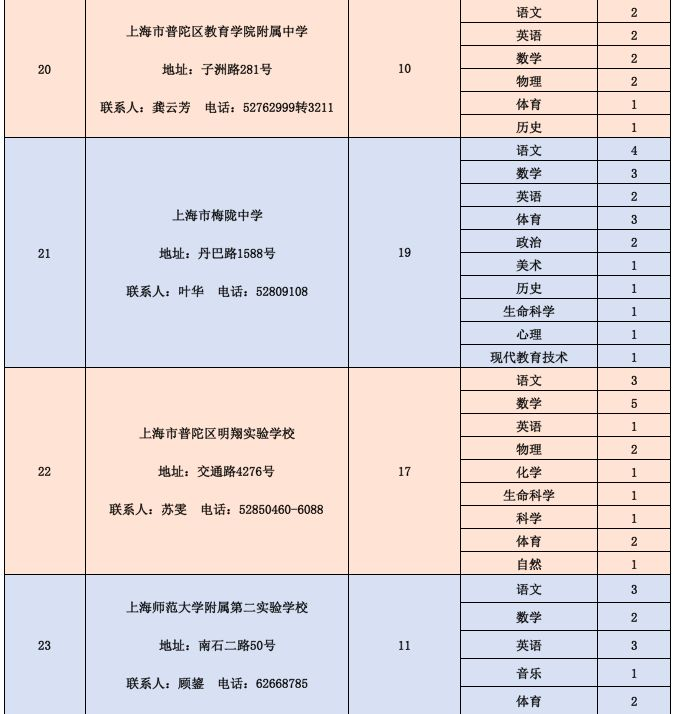 20
上海市普陀区教育学院附属中学
地址：子洲路281号
联系人：龚云芳 电话：52762999转3211
10
语文 2
英语 2
数学 2
物理 2
体育 1
历史 1
21
上海市梅陇中学
地址：丹巴路1588号
联系人：叶华 电话：52809108
19
语文 4
数学 3
英语 2
体育 3
政治 2
美术 1
历史 1
生命科学 1
心理 1
现代教育技术 1
22
上海市普陀区明翔实验学校
地址：交通路4276号
联系人：苏雯 电话：52850460-6088
17
语文 3
数学 5
英语 1
物理 2
化学 1
生命科学 1
科学 1
体育 2
自然 1
23
上海师范大学附属第二实验学校
地址：南石二路50号
联系人：顾鋆 电话：62668785
11
语文 3
数学 2
英语 3
音乐 1
体育 2